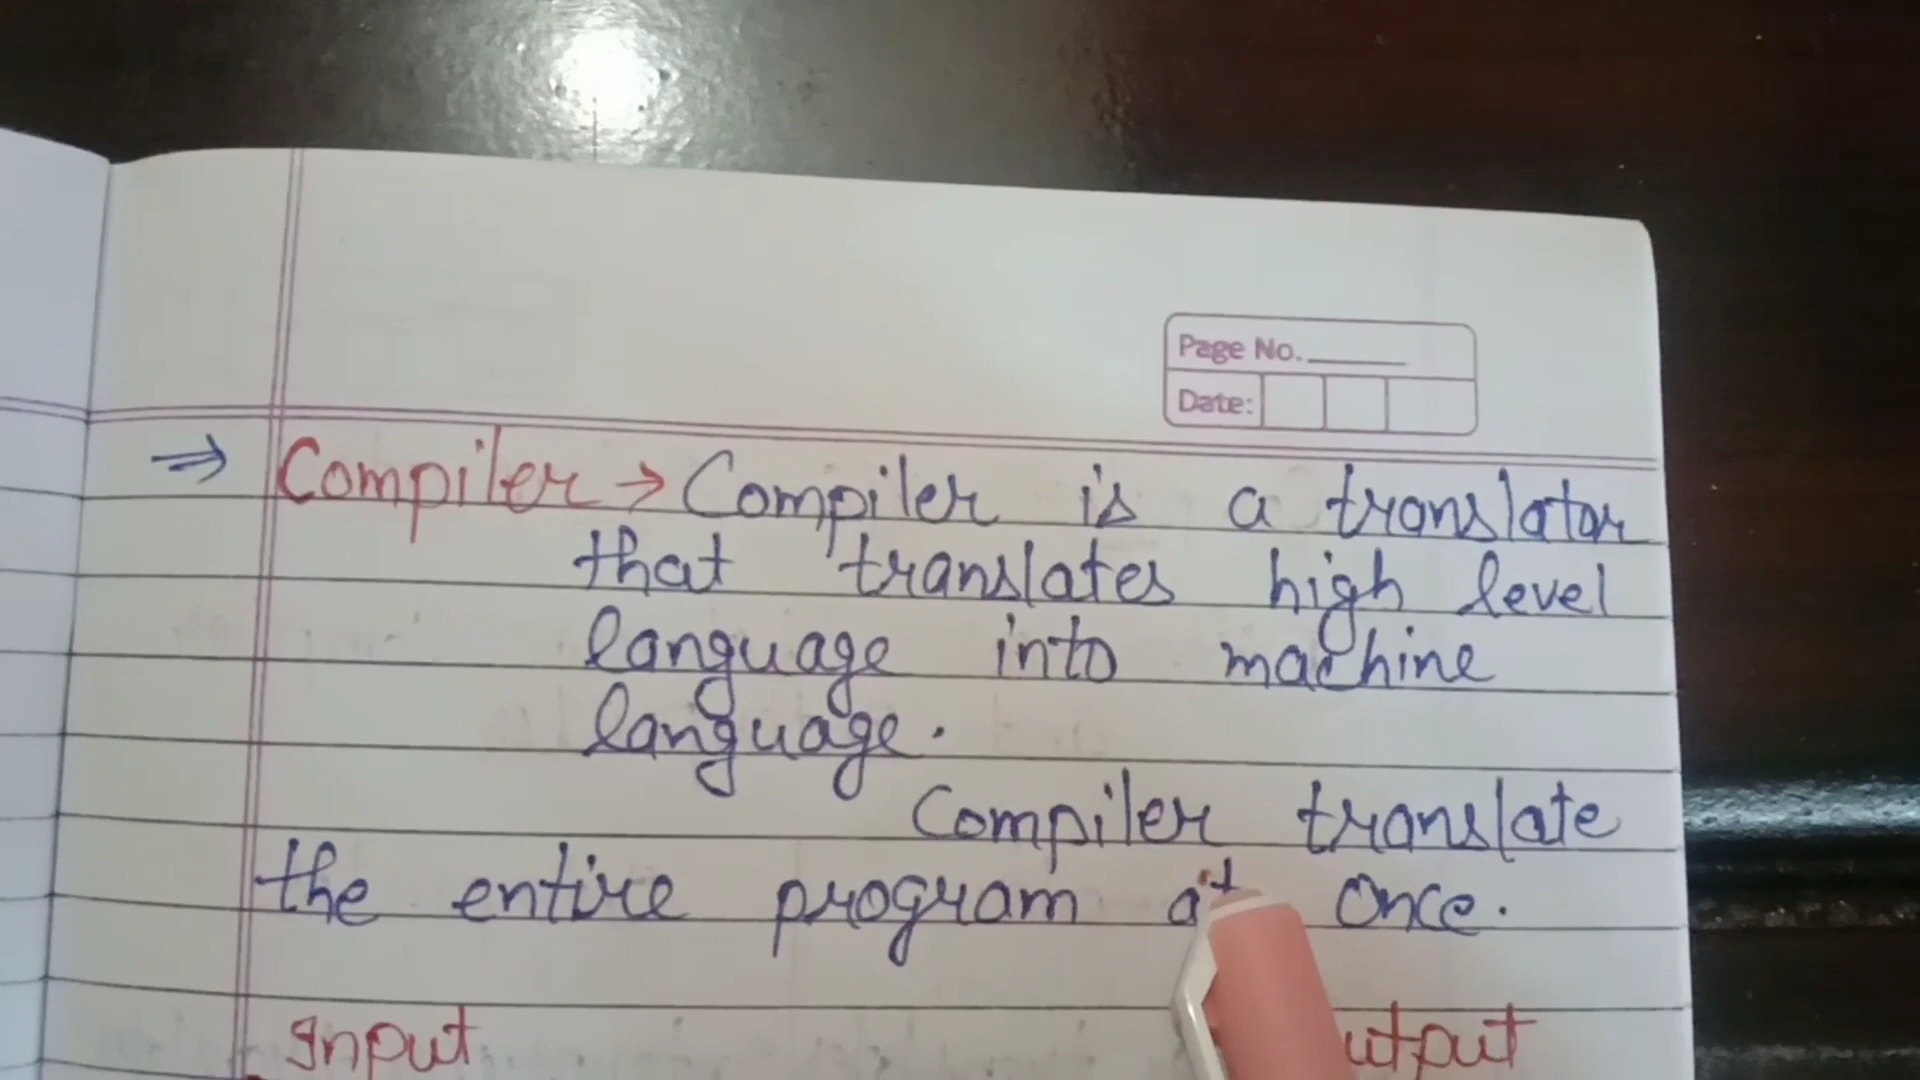 Page No.
Date:
⇒ Compiler → Compiler is a translator
that translates high level
language into machine
language.
Compiler translate
the entire program at once.
Input utput